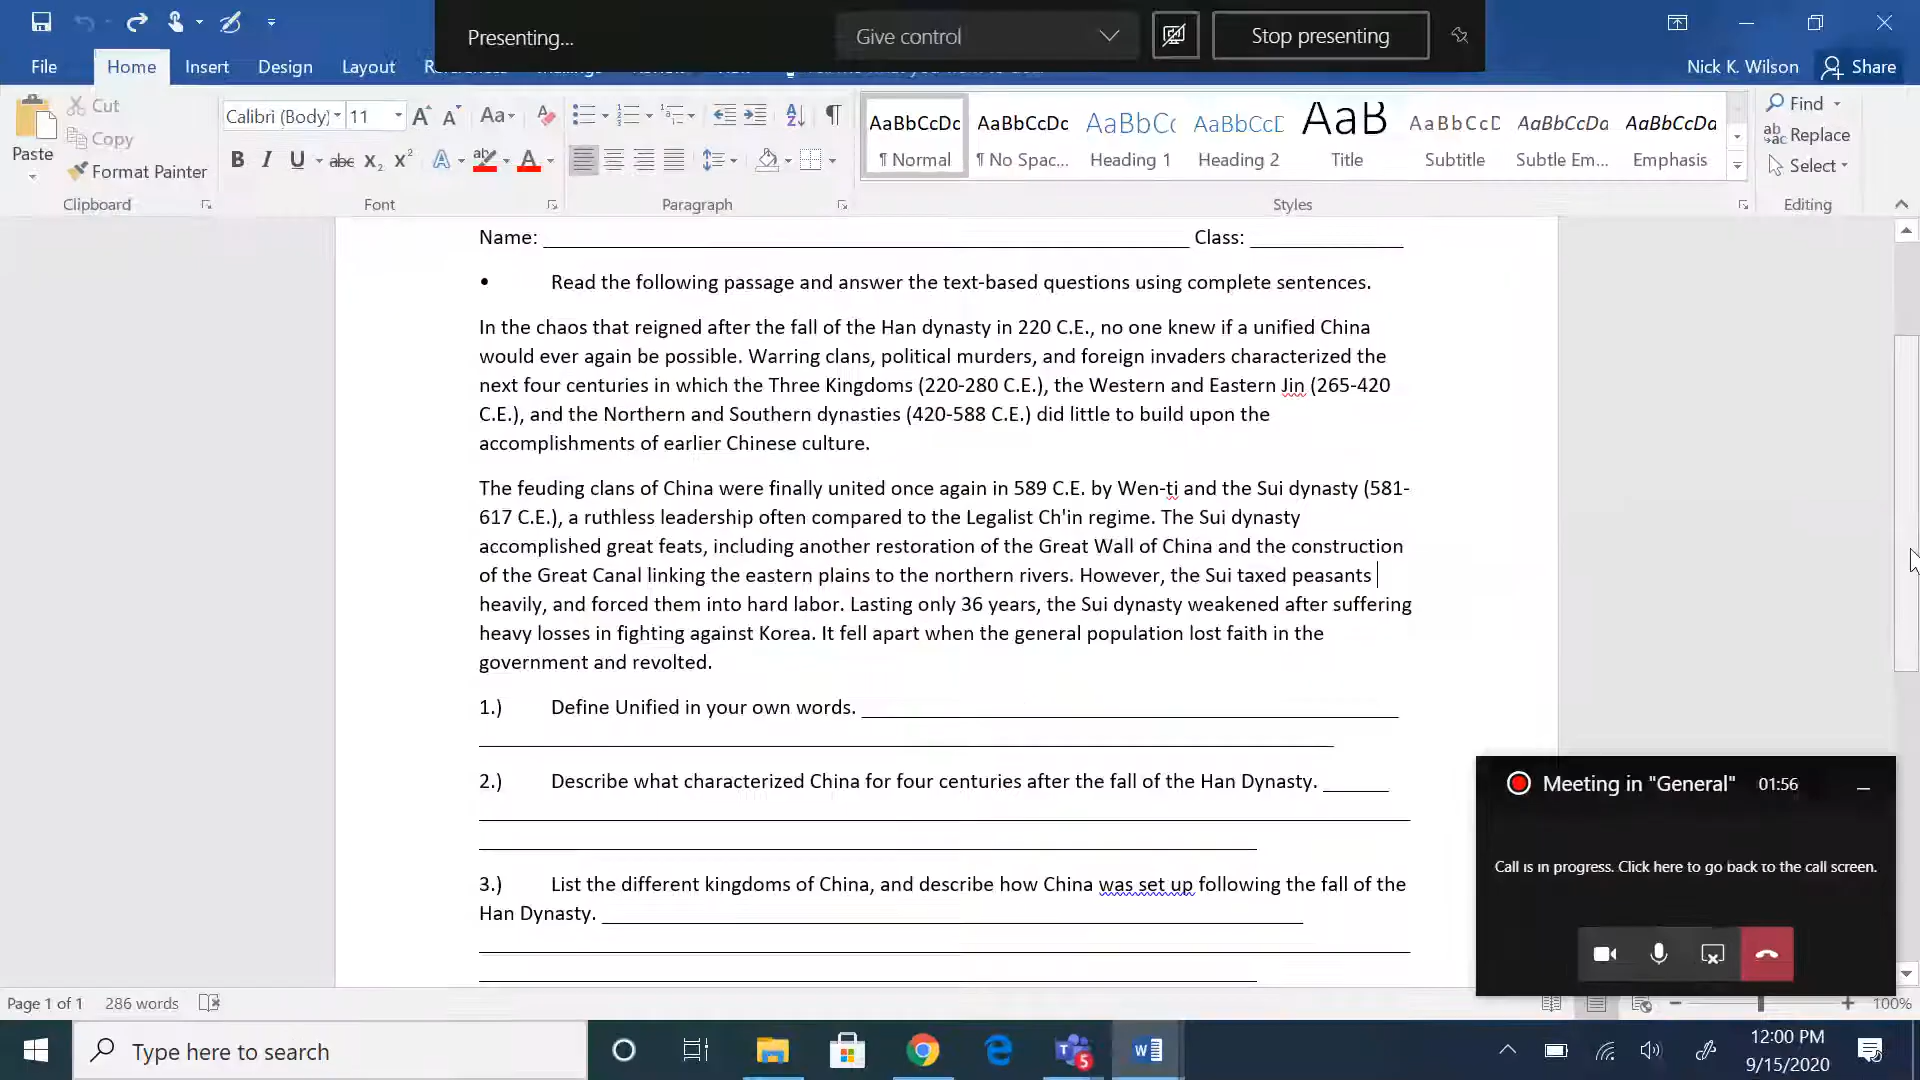 Presenting...
Give control
Stop presenting
File
Home
Insert
Design
Layout
Nick K. Wilson
Share
Paste
Cut
Copy
Format Painter
Clipboard
Calibri (Body)
11
Font
Paragraph
AaBbCcDc
AaBbCcDc
AaBbCc
AaBbCcD
AaB
AaBbCcD
AaBbCcDa
AaBbCcDa
¶ Normal
¶ No Spac...
Heading 1
Heading 2
Title
Subtitle
Subtle Em...
Emphasis
Styles
Find
Replace
Select
Editing
Name: ______ Class: ______
• Read the following passage and answer the text-based questions using complete sentences.
In the chaos that reigned after the fall of the Han dynasty in 220 C.E., no one knew if a unified China
would ever again be possible. Warring clans, political murders, and foreign invaders characterized the
next four centuries in which the Three Kingdoms (220-280 C.E.), the Western and Eastern Jin (265-420
C.E.), and the Northern and Southern dynasties (420-588 C.E.) did little to build upon the
accomplishments of earlier Chinese culture.
The feuding clans of China were finally united once again in 589 C.E. by Wen-ti and the Sui dynasty (581-
617 C.E.), a ruthless leadership often compared to the Legalist Ch'in regime. The Sui dynasty
accomplished great feats, including another restoration of the Great Wall of China and the construction
of the Great Canal linking the eastern plains to the northern rivers. However, the Sui taxed peasants
heavily, and forced them into hard labor. Lasting only 36 years, the Sui dynasty weakened after suffering
heavy losses in fighting against Korea. It fell apart when the general population lost faith in the
government and revolted.
1.) Define Unified in your own words. ______
2.) Describe what characterized China for four centuries after the fall of the Han Dynasty. ______
3.) List the different kingdoms of China, and describe how China was set up following the fall of the
Han Dynasty. ______
Meeting in "General" 01:56
Call is in progress. Click here to go back to the call screen.
Page 1 of 1
286 words
100%
Type here to search
5
12:00 PM
9/15/2020